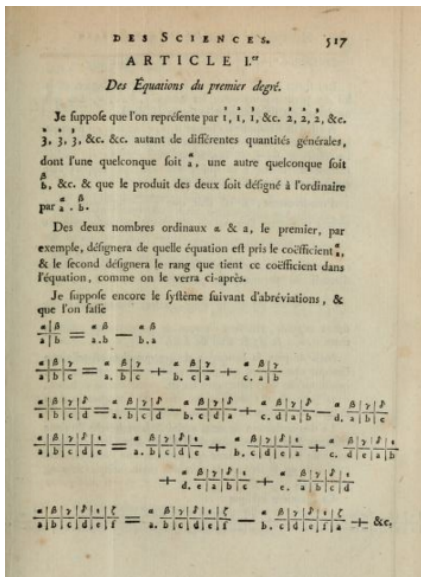 DES SCIENCES. 517
ARTICLE I.er
Des Équations du premier degré.
Je ſuppoſe que l'on repréſente par 1, 1, 1, &c. 2, 2, 2, &c.
3, 3, 3, &c. &c. autant de différentes quantités générales,
dont l'une quelconque ſoit α/a, une autre quelconque ſoit
β/b, &c. & que le produit des deux ſoit déſigné à l'ordinaire
par α/a . β/b.
Des deux nombres ordinaux α & a, le premier, par
exemple, déſignera de quelle équation eſt pris le coëfficient α/a,
& le ſecond déſignera le rang que tient ce coëfficient dans
l'équation, comme on le verra ci-après.
Je ſuppoſe encore le ſyſtème ſuivant d'abréviations, &
que l'on faſſe
α | β   α β   α β
a | b = a.b — b.a
α | β | γ   α β | γ   α β | γ   α β | γ
a | b | c = a. b | c + b. c | a + c. a | b
α | β | γ | δ   α β | γ | δ   α β | γ | δ   α β | γ | δ   α β | γ | δ
a | b | c | d = a. b | c | d — b. c | d | a + c. d | a | b — d. a | b | c
α | β | γ | δ | ε   α β | γ | δ | ε   α β | γ | δ | ε   α β | γ | δ | ε
a | b | c | d | e = a. b | c | d | e + b. c | d | e | a + c. d | e | a | b
α β | γ | δ | ε   α β | γ | δ | ε
+ d. e | a | b | c + e. a | b | c | d
α | β | γ | δ | ε | ζ   α β | γ | δ | ε | ζ   α β | γ | δ | ε | ζ
a | b | c | d | e | f = a. b | c | d | e | f — b. c | d | e | f | a + &c.